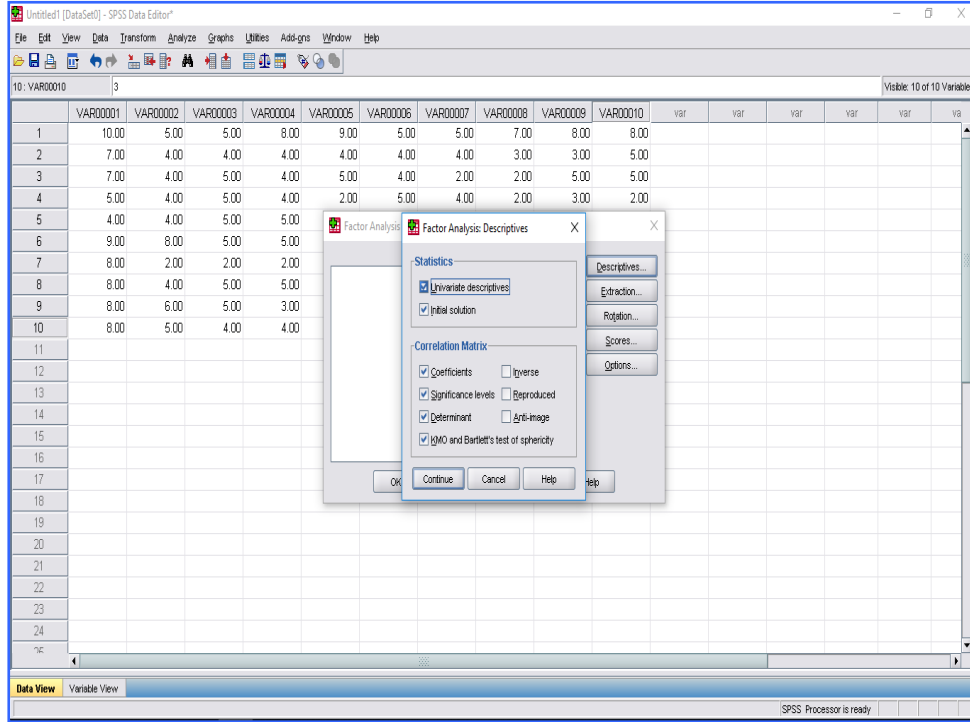 Untitled1 [DataSet0] - SPSS Data Editor*
File Edit View Data Transform Analyze Graphs Utilities Add-ons Window Help
10 : VAR00010 3 Visible: 10 of 10 Variable
VAR00001 VAR00002 VAR00003 VAR00004 VAR00005 VAR00006 VAR00007 VAR00008 VAR00009 VAR00010 var var var var var va
1 10.00 5.00 5.00 8.00 9.00 5.00 5.00 7.00 8.00 8.00
2 7.00 4.00 4.00 4.00 4.00 4.00 4.00 3.00 3.00 5.00
3 7.00 4.00 5.00 4.00 5.00 4.00 2.00 2.00 5.00 5.00
4 5.00 4.00 5.00 4.00 2.00 5.00 4.00 2.00 3.00 2.00
5 4.00 4.00 5.00 5.00
6 9.00 8.00 5.00 5.00
7 8.00 2.00 2.00 2.00
8 8.00 4.00 5.00 5.00
9 8.00 6.00 5.00 3.00
10 8.00 5.00 4.00 4.00
11
12
13
14
15
16
17
18
19
20
21
22
23
24
Factor Analysis
Descriptives...
Extraction...
Rotation...
Scores...
Options...
OK
Help
Factor Analysis: Descriptives
Statistics
Univariate descriptives
Initial solution
Correlation Matrix
Coefficients Inverse
Significance levels Reproduced
Determinant Anti-image
KMO and Bartlett's test of sphericity
Continue Cancel Help
Data View Variable View
SPSS Processor is ready